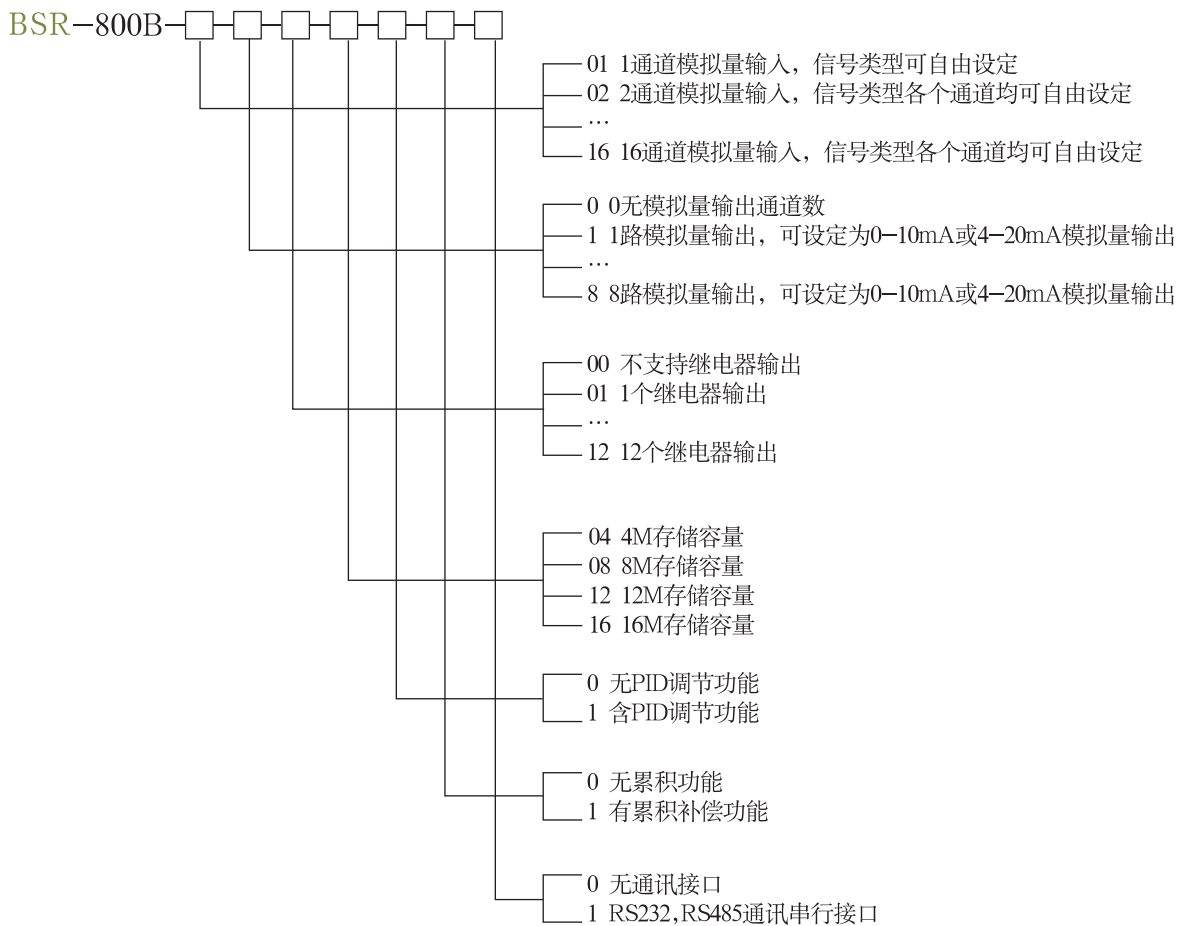 BSR-800B-□-□-□-□-□-□-□
01 1通道模拟量输入，信号类型可自由设定
02 2通道模拟量输入，信号类型各个通道均可自由设定
…
16 16通道模拟量输入，信号类型各个通道均可自由设定
0 0无模拟量输出通道数
1 1路模拟量输出，可设定为0-10mA或4-20mA模拟量输出
…
8 8路模拟量输出，可设定为0-10mA或4-20mA模拟量输出
00 不支持继电器输出
01 1个继电器输出
…
12 12个继电器输出
04 4M存储容量
08 8M存储容量
12 12M存储容量
16 16M存储容量
0 无PID调节功能
1 含PID调节功能
0 无累积功能
1 有累积补偿功能
0 无通讯接口
1 RS232,RS485通讯串行接口